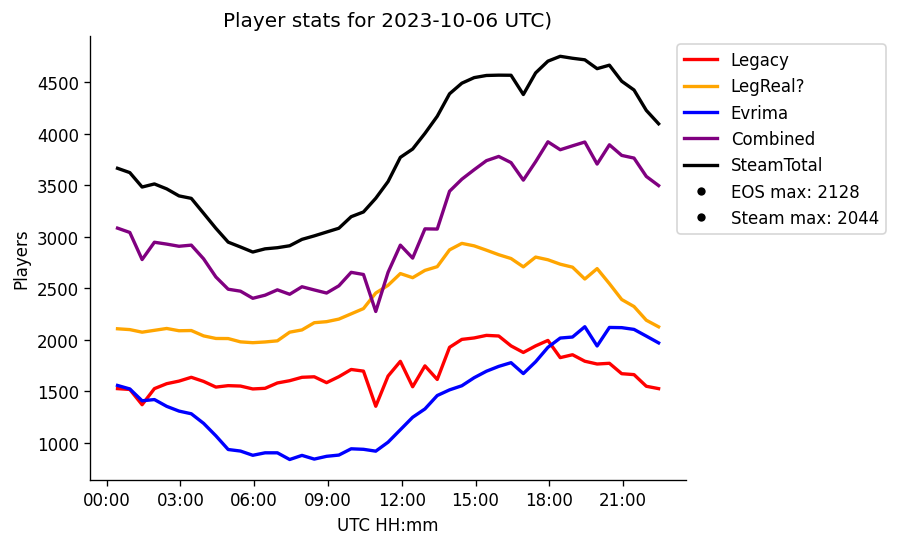 Player stats for 2023-10-06 UTC)
Players
4500
4000
3500
3000
2500
2000
1500
1000
00:00 03:00 06:00 09:00 12:00 15:00 18:00 21:00
UTC HH:mm
Legacy
LegReal?
Evrima
Combined
SteamTotal
EOS max: 2128
Steam max: 2044